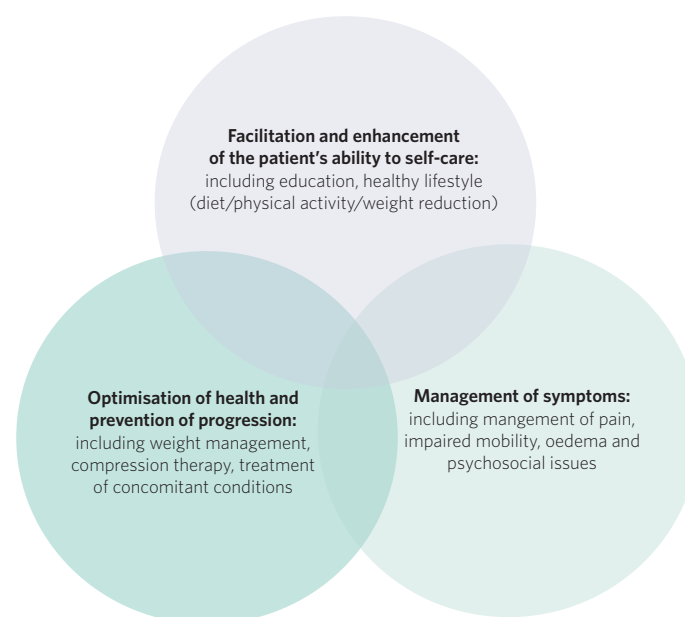 Facilitation and enhancement
of the patient’s ability to self-care:
including education, healthy lifestyle
(diet/physical activity/weight reduction)
Optimisation of health and
prevention of progression:
including weight management,
compression therapy, treatment
of concomitant conditions
Management of symptoms:
including mangement of pain,
impaired mobility, oedema and
psychosocial issues